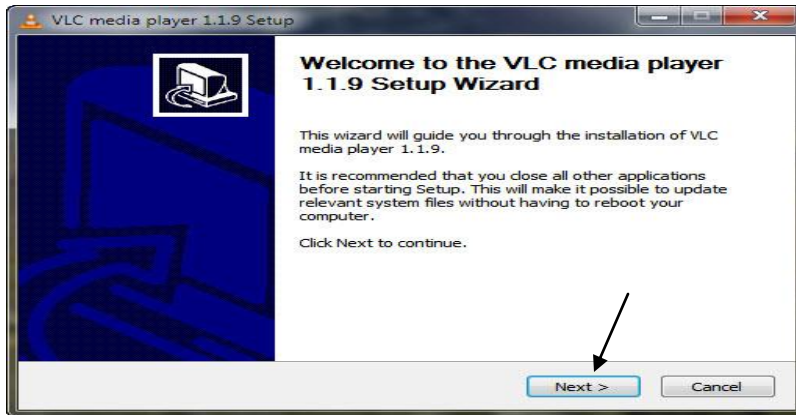 VLC media player 1.1.9 Setup
Welcome to the VLC media player
1.1.9 Setup Wizard
This wizard will guide you through the installation of VLC
media player 1.1.9.
It is recommended that you close all other applications
before starting Setup. This will make it possible to update
relevant system files without having to reboot your
computer.
Click Next to continue.
Next >
Cancel